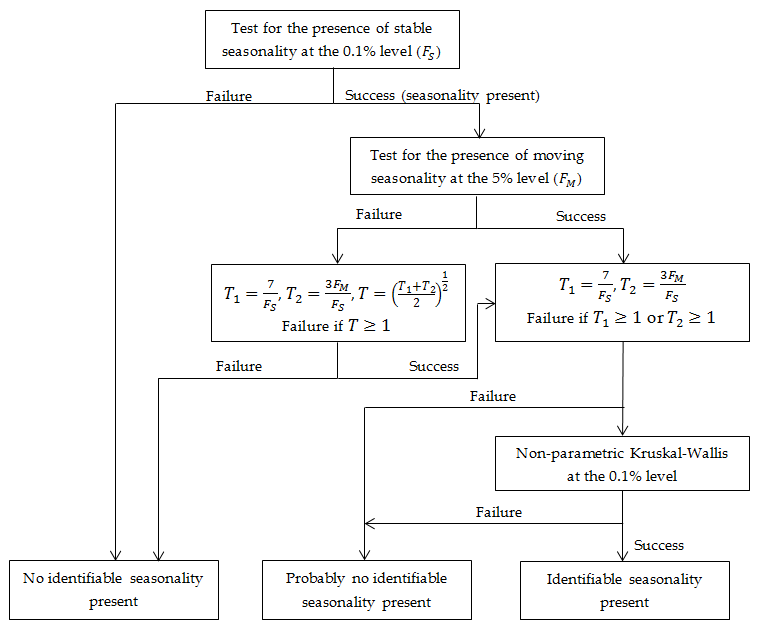 Test for the presence of stable
seasonality at the 0.1% level (F_S)
Failure
Success (seasonality present)
Test for the presence of moving
seasonality at the 5% level (F_M)
Failure
Success
T_1 = 7/F_S, T_2 = 3F_M/F_S, T = ((T_1+T_2)/2)^(1/2)
Failure if T ≥ 1
T_1 = 7/F_S, T_2 = 3F_M/F_S
Failure if T_1 ≥ 1 or T_2 ≥ 1
Failure
Success
Failure
Non-parametric Kruskal-Wallis
at the 0.1% level
Failure
Success
No identifiable seasonality
present
Probably no identifiable
seasonality present
Identifiable seasonality
present